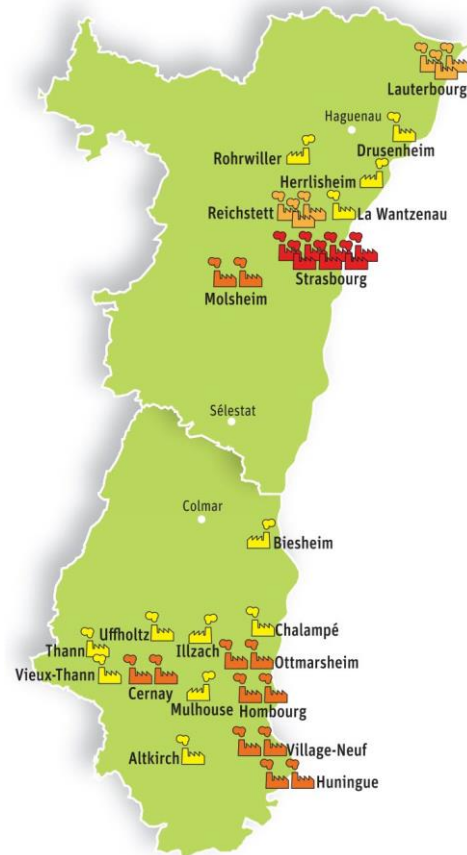 Lauterbourg
Haguenau
Drusenheim
Rohrwiller
Herrlisheim
Reichstett
La Wantzenau
Strasbourg
Molsheim
Sélestat
Colmar
Biesheim
Chalampé
Uffholtz
Illzach
Thann
Ottmarsheim
Vieux-Thann
Cernay
Mulhouse
Hombourg
Village-Neuf
Altkirch
Huningue